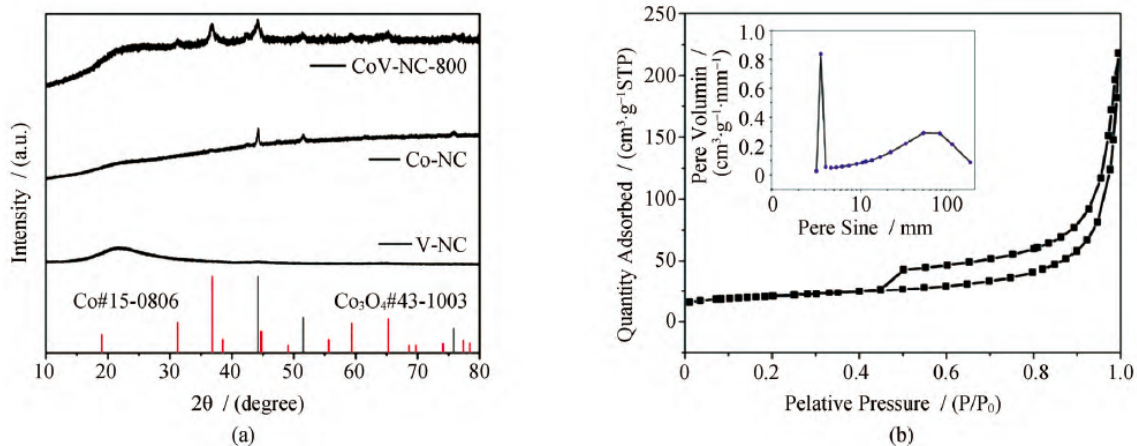 Intensity / (a.u.)
CoV-NC-800
Co-NC
V-NC
Co#15-0806
Co₃O₄#43-1003
10 20 30 40 50 60 70 80
2θ / (degree)
(a)
Quantity Adsorbed / (cm³·g⁻¹STP)
250
200
150
100
50
0
Pere Volumin /
(cm³·g⁻¹·mm⁻¹)
1.0
0.8
0.6
0.4
0.2
0
10 100
Pere Sine / mm
0 0.2 0.4 0.6 0.8 1.0
Pelative Pressure / (P/P₀)
(b)